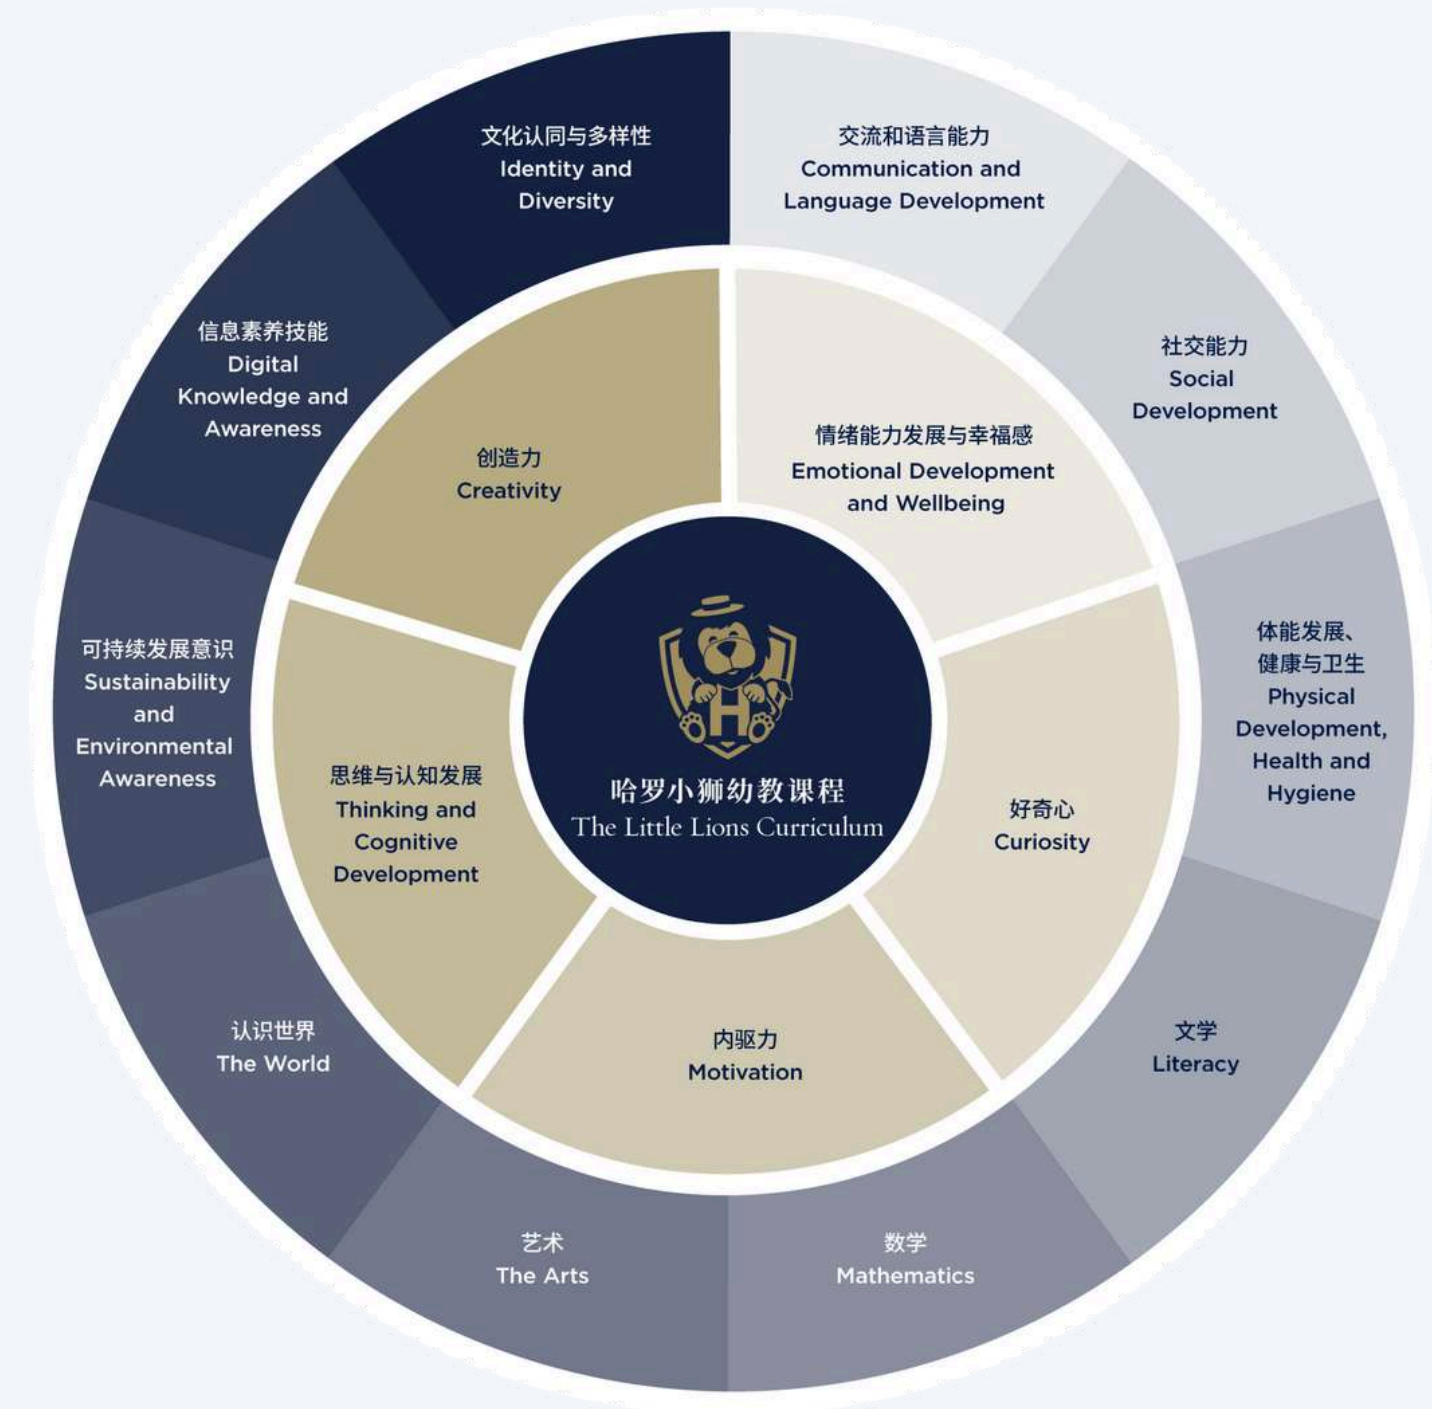 文化认同与多样性
Identity and
Diversity
交流和语言能力
Communication and
Language Development
社交能力
Social
Development
体能发展、
健康与卫生
Physical
Development,
Health and
Hygiene
文学
Literacy
数学
Mathematics
艺术
The Arts
认识世界
The World
可持续发展意识
Sustainability
and
Environmental
Awareness
信息素养技能
Digital
Knowledge and
Awareness
创造力
Creativity
情绪能力发展与幸福感
Emotional Development
and Wellbeing
好奇心
Curiosity
内驱力
Motivation
思维与认知发展
Thinking and
Cognitive
Development
H
哈罗小狮幼教课程
The Little Lions Curriculum